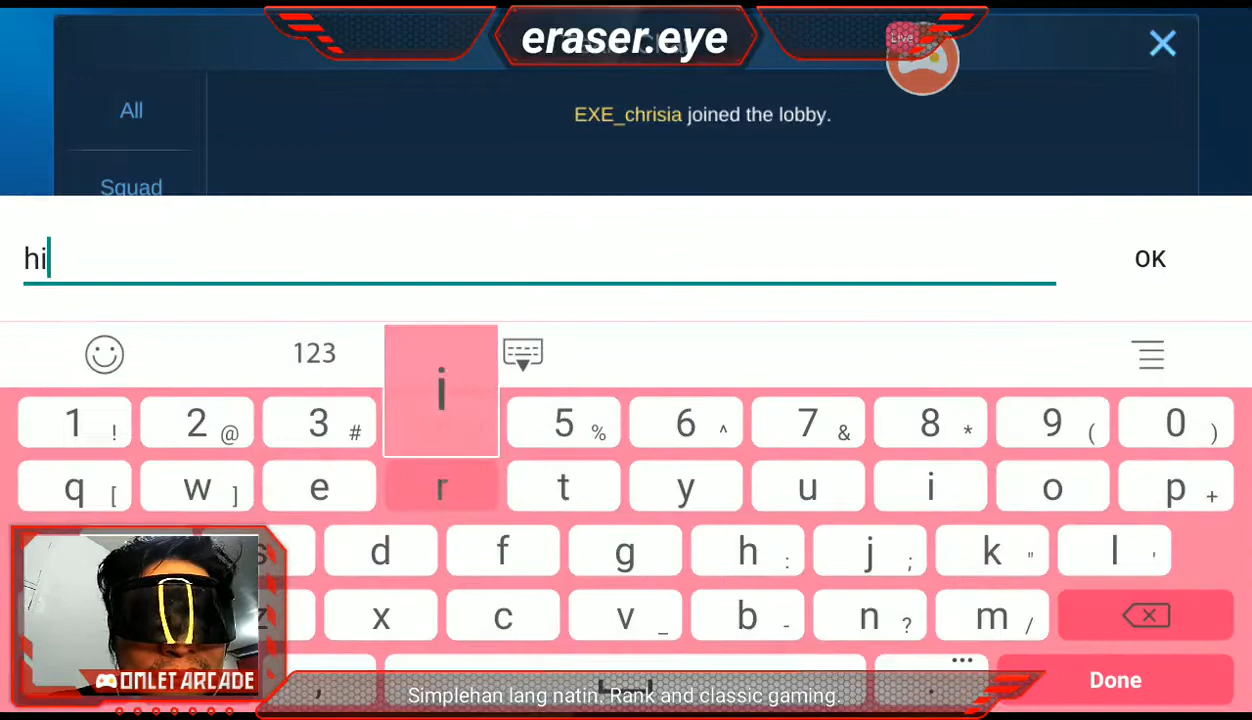 eraser.eye
Live
All
EXE_chrisia joined the lobby.
Squad
hi
OK
123
i
1 ! 2 @ 3 # 5 % 6 ^ 7 & 8 * 9 ( 0 )
q [ w ] e r t y u i o p +
s d f g h : j ; k " l '
z x c v _ b - n ? m /
OMLET ARCADE
, . ...
Done
Simplehan lang natin. Rank and classic gaming.